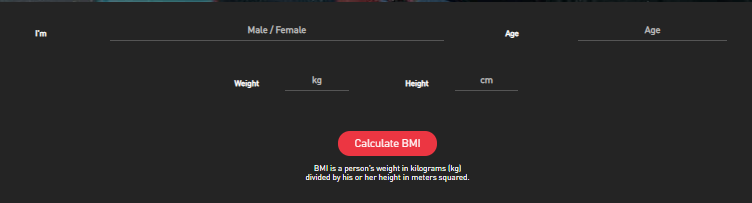 I'm Male / Female Age Age
Weight kg Height cm
Calculate BMI
BMI is a person's weight in kilograms (kg)
divided by his or her height in meters squared.